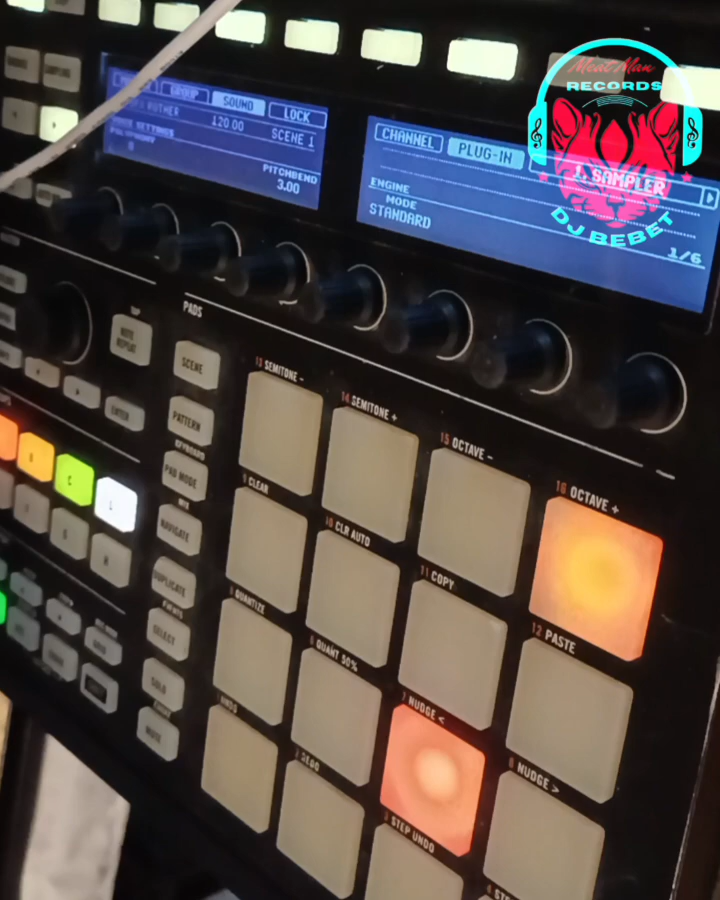 Meat Man
RECORDS
DJ BEBET
GROUP
SOUND
LOCK
120.00
SCENE 1
PITCHBEND
3.00
CHANNEL
PLUG-IN
1. SAMPLER
ENGINE
MODE
STANDARD
1/6
PADS
NOTE
REPEAT
ENTER
SCENE
PATTERN
KEYBOARD
PAD MODE
NAVIGATE
DUPLICATE
SELECT
SOLO
MUTE
13 SEMITONE -
14 SEMITONE +
15 OCTAVE -
16 OCTAVE +
9 CLEAR
10 CLR AUTO
11 COPY
12 PASTE
5 QUANTIZE
6 QUANT 50%
7 NUDGE <
8 NUDGE >
1 UNDO
2 REDO
3 STEP UNDO